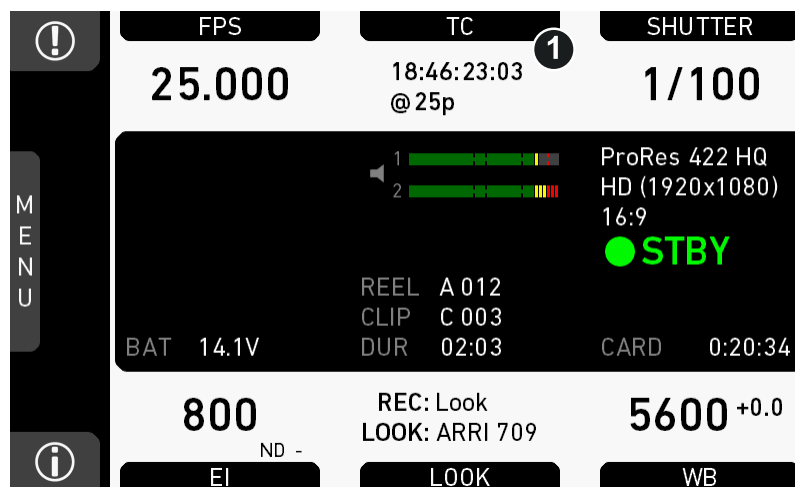 FPS
TC
SHUTTER
1
25.000
18:46:23:03
@ 25p
1/100
MENU
1
2
ProRes 422 HQ
HD (1920x1080)
16:9
STBY
REEL A 012
CLIP C 003
DUR 02:03
BAT 14.1V
CARD 0:20:34
800
ND -
REC: Look
LOOK: ARRI 709
5600 +0.0
EI
LOOK
WB